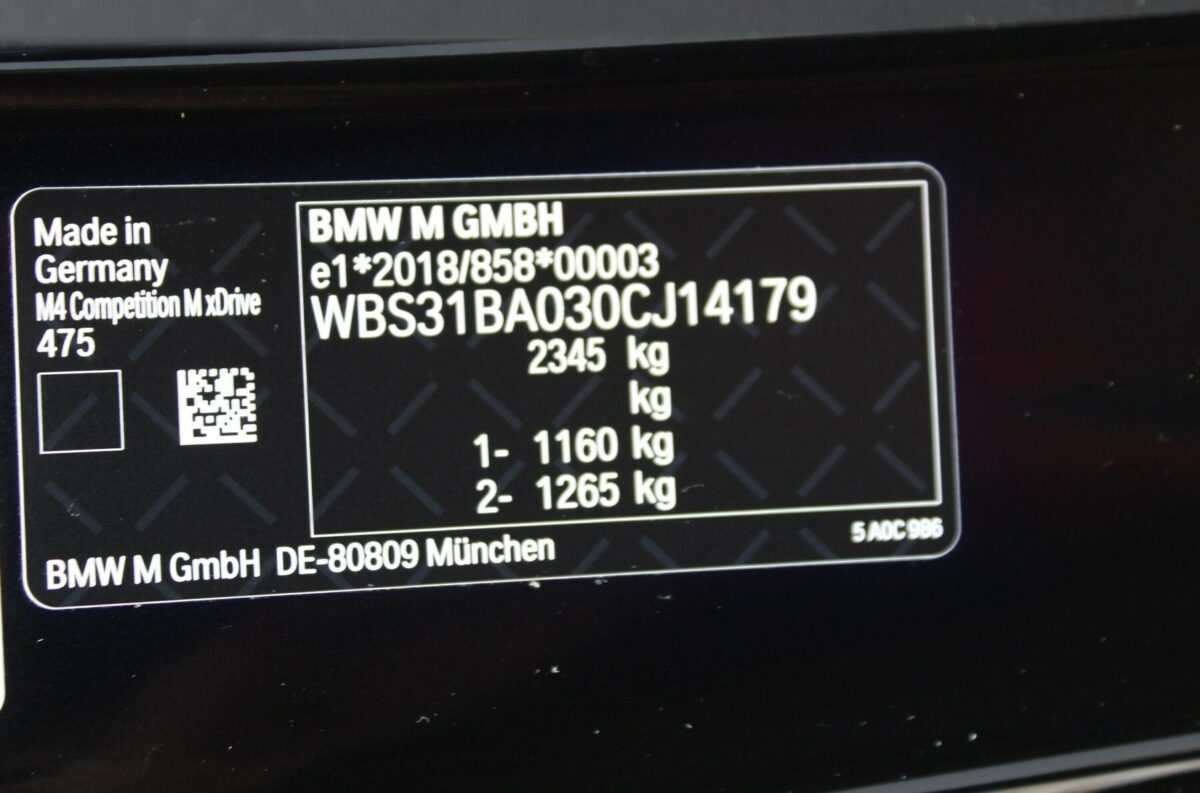 Made in
Germany
M4 Competition M xDrive
475
BMW M GMBH
e1*2018/858*00003
WBS31BA030CJ14179
2345 kg
kg
1- 1160 kg
2- 1265 kg
5 A0C 986
BMW M GmbH DE-80809 München